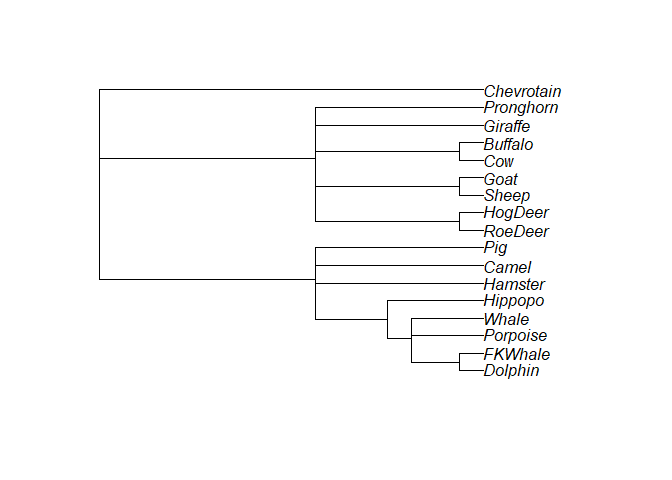 Chevrotain
Pronghorn
Giraffe
Buffalo
Cow
Goat
Sheep
HogDeer
RoeDeer
Pig
Camel
Hamster
Hippopo
Whale
Porpoise
FKWhale
Dolphin